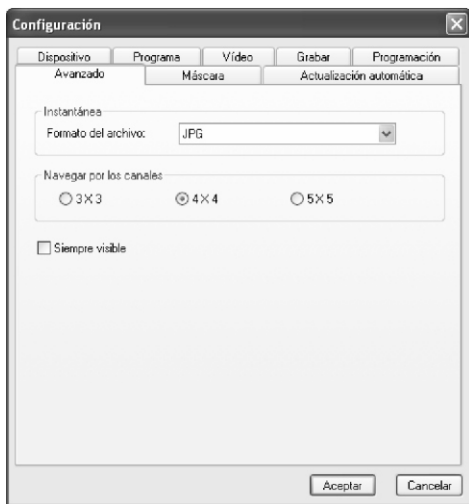 Configuración
Dispositivo Programa Vídeo Grabar Programación
Avanzado Máscara Actualización automática
Instantánea
Formato del archivo: JPG
Navegar por los canales
3X3 4X4 5X5
Siempre visible
Aceptar Cancelar